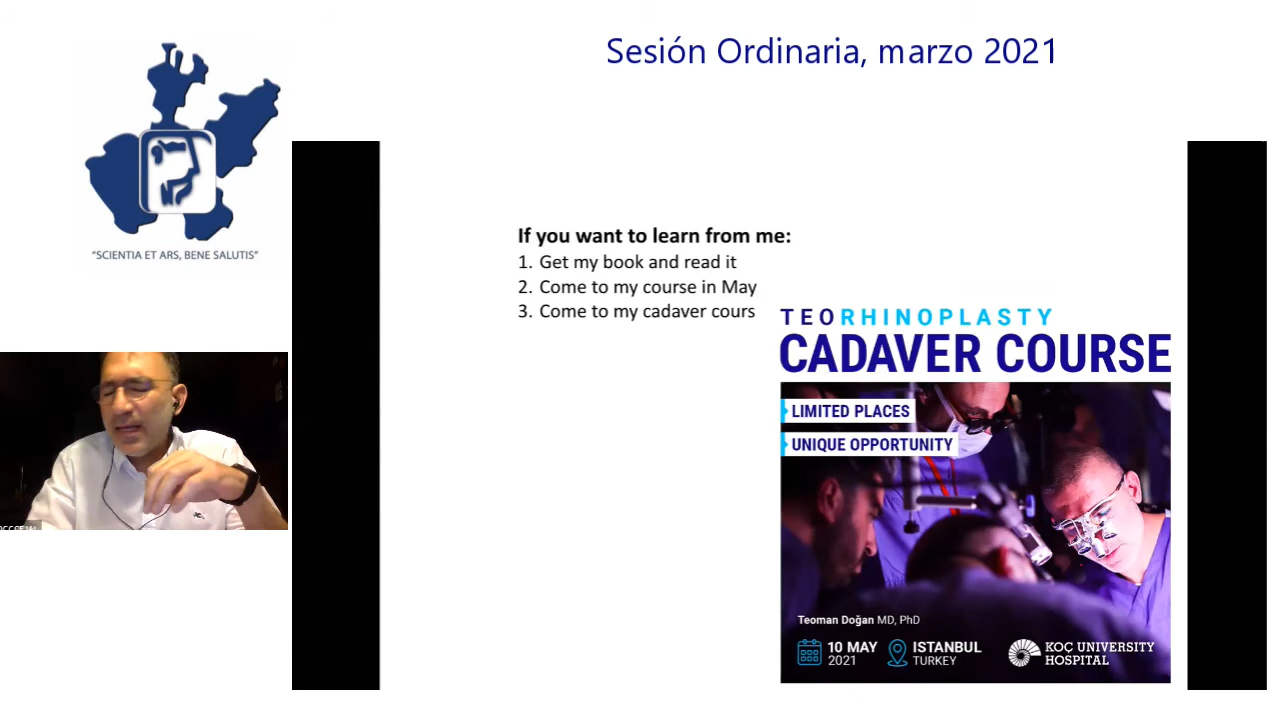 Sesión Ordinaria, marzo 2021
"SCIENTIA ET ARS, BENE SALUTIS"
If you want to learn from me:
1. Get my book and read it
2. Come to my course in May
3. Come to my cadaver cours
TEORHINOPLASTY
CADAVER COURSE
LIMITED PLACES
UNIQUE OPPORTUNITY
Teoman Doğan MD, PhD
10 MAY
2021
ISTANBUL
TURKEY
KOÇ UNIVERSITY
HOSPITAL